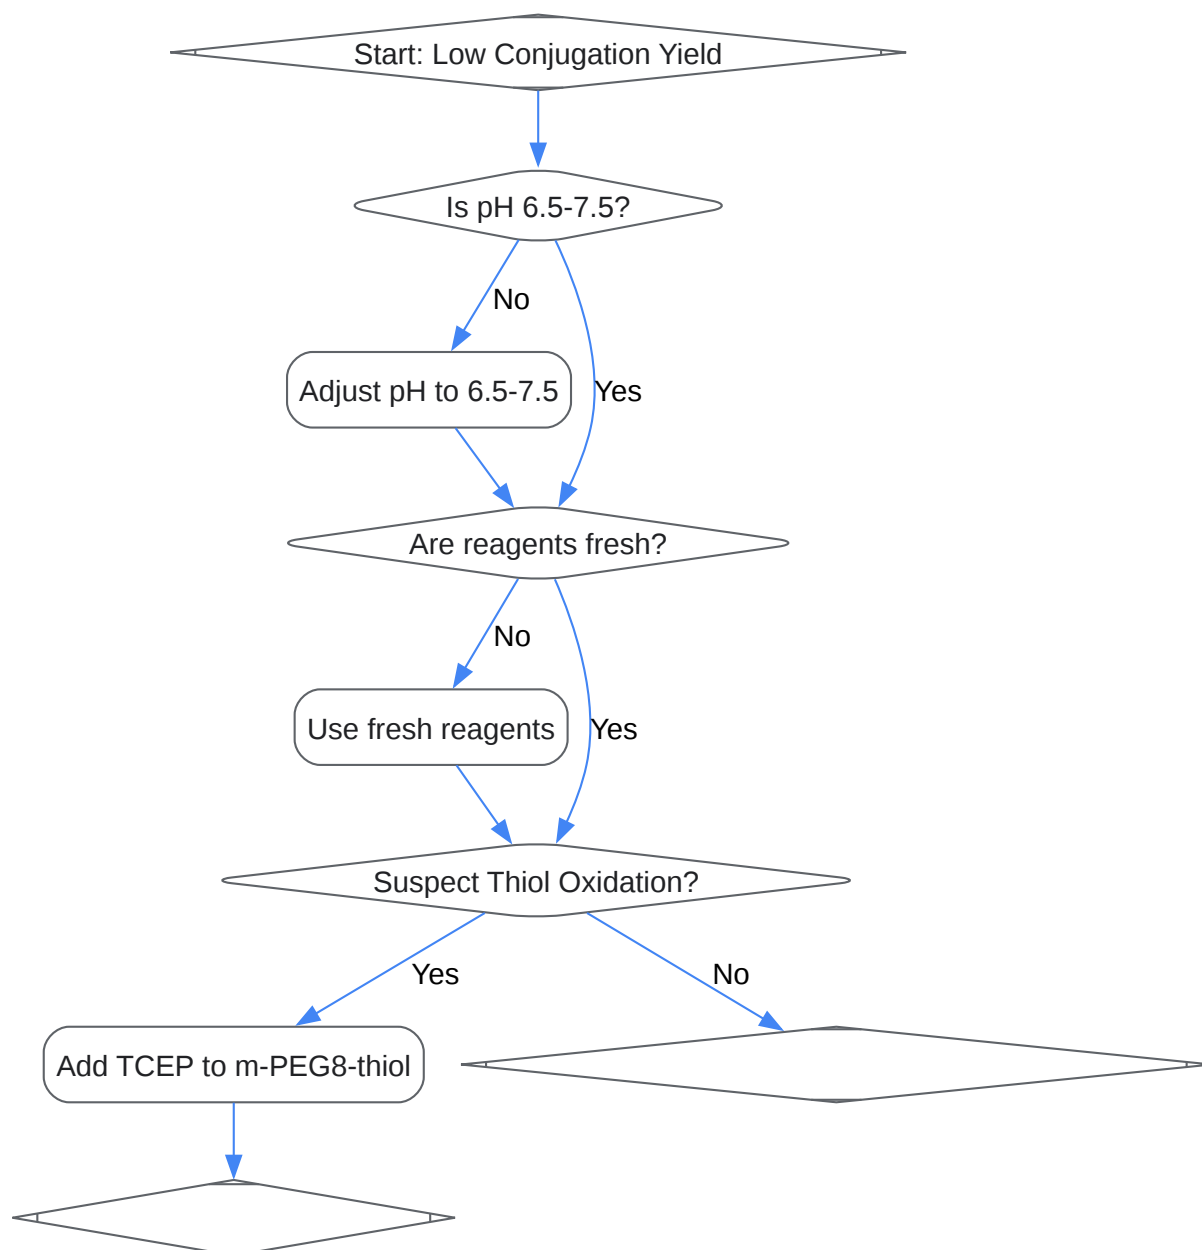 Start: Low Conjugation Yield
Is pH 6.5-7.5?
No
Adjust pH to 6.5-7.5
Yes
Are reagents fresh?
No
Use fresh reagents
Yes
Suspect Thiol Oxidation?
Yes
No
Add TCEP to m-PEG8-thiol